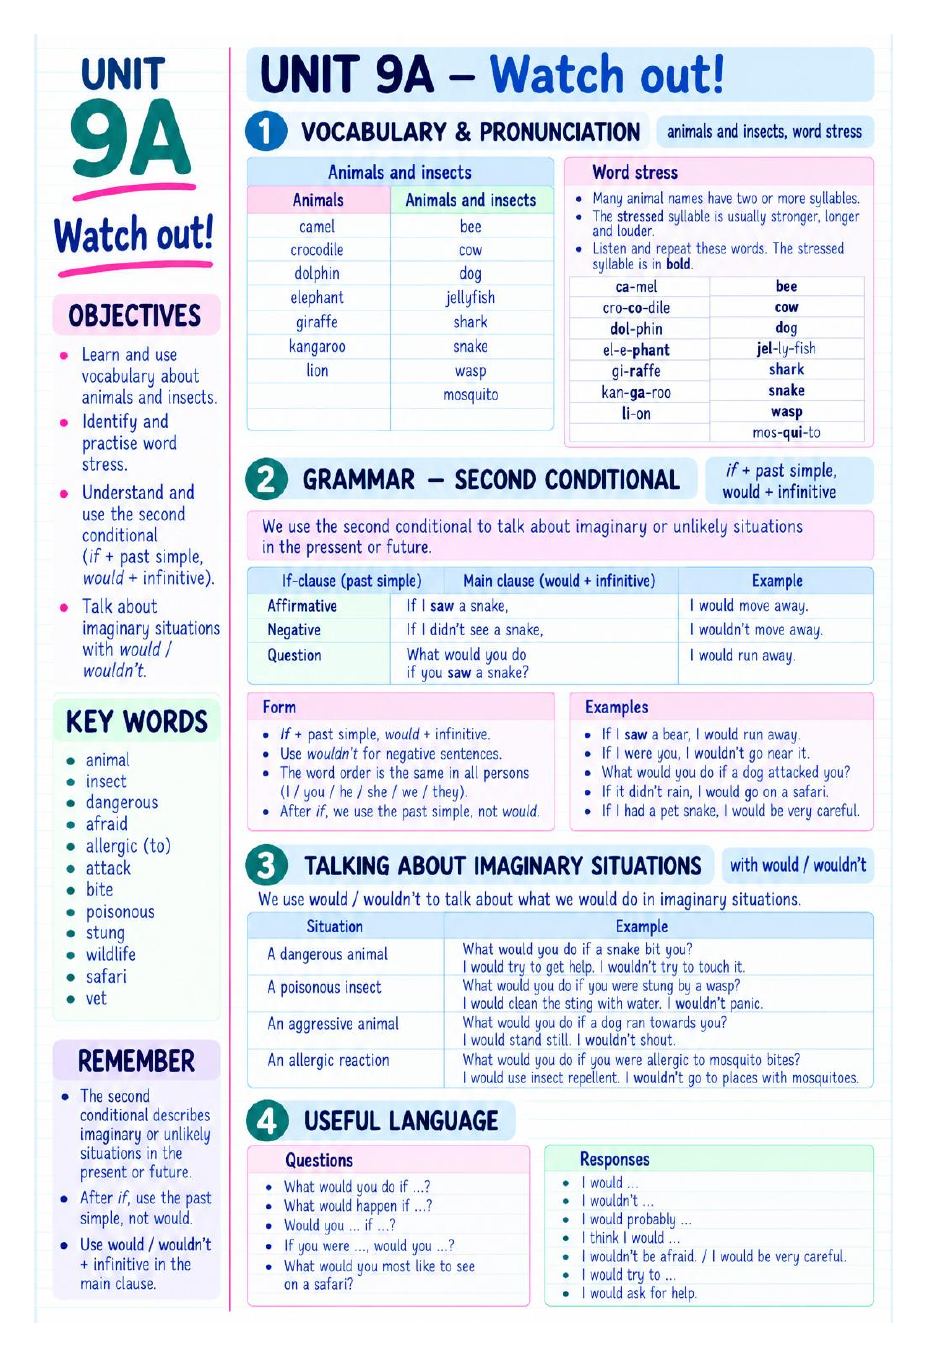 UNIT
9A
Watch out!
OBJECTIVES
• Learn and use
vocabulary about
animals and insects.
• Identify and
practise word
stress.
• Understand and
use the second
conditional
(if + past simple,
would + infinitive).
• Talk about
imaginary situations
with would /
wouldn't.
KEY WORDS
• animal
• insect
• dangerous
• afraid
• allergic (to)
• attack
• bite
• poisonous
• stung
• wildlife
• safari
• vet
REMEMBER
• The second
conditional describes
imaginary or unlikely
situations in the
present or future.
• After if, use the past
simple, not would.
• Use would / wouldn't
+ infinitive in the
main clause.
UNIT 9A – Watch out!
1 VOCABULARY & PRONUNCIATION
animals and insects, word stress
Animals and insects
Animals Animals and insects
camel bee
crocodile cow
dolphin dog
elephant jellyfish
giraffe shark
kangaroo snake
lion wasp
mosquito
Word stress
• Many animal names have two or more syllables.
• The stressed syllable is usually stronger, longer
and louder.
• Listen and repeat these words. The stressed
syllable is in bold.
ca-mel bee
cro-co-dile cow
dol-phin dog
el-e-phant jel-ly-fish
gi-raffe shark
kan-ga-roo snake
li-on wasp
mos-qui-to
2 GRAMMAR – SECOND CONDITIONAL
if + past simple,
would + infinitive
We use the second conditional to talk about imaginary or unlikely situations
in the present or future.
If-clause (past simple) Main clause (would + infinitive) Example
Affirmative If I saw a snake, I would move away.
Negative If I didn't see a snake, I wouldn't move away.
Question What would you do I would run away.
if you saw a snake?
Form
• If + past simple, would + infinitive.
• Use wouldn't for negative sentences.
• The word order is the same in all persons
(I / you / he / she / we / they).
• After if, we use the past simple, not would.
Examples
• If I saw a bear, I would run away.
• If I were you, I wouldn't go near it.
• What would you do if a dog attacked you?
• If it didn't rain, I would go on a safari.
• If I had a pet snake, I would be very careful.
3 TALKING ABOUT IMAGINARY SITUATIONS
with would / wouldn't
We use would / wouldn't to talk about what we would do in imaginary situations.
Situation Example
A dangerous animal What would you do if a snake bit you?
I would try to get help. I wouldn't try to touch it.
A poisonous insect What would you do if you were stung by a wasp?
I would clean the sting with water. I wouldn't panic.
An aggressive animal What would you do if a dog ran towards you?
I would stand still. I wouldn't shout.
An allergic reaction What would you do if you were allergic to mosquito bites?
I would use insect repellent. I wouldn't go to places with mosquitoes.
4 USEFUL LANGUAGE
Questions
• What would you do if ...?
• What would happen if ...?
• Would you ... if ...?
• If you were ..., would you ...?
• What would you most like to see
on a safari?
Responses
• I would ...
• I wouldn't ...
• I would probably ...
• I think I would ...
• I wouldn't be afraid. / I would be very careful.
• I would try to ...
• I would ask for help.